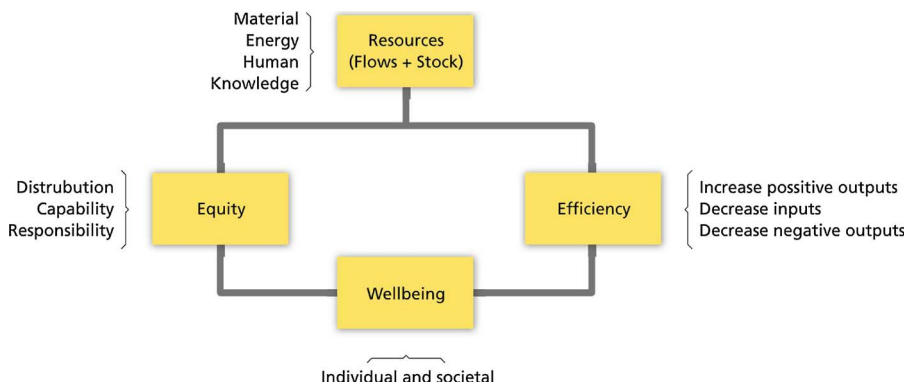 Material
Energy
Human
Knowledge
Resources
(Flows + Stock)
Distrubution
Capability
Responsibility
Equity
Efficiency
Increase possitive outputs
Decrease inputs
Decrease negative outputs
Wellbeing
Individual and societal